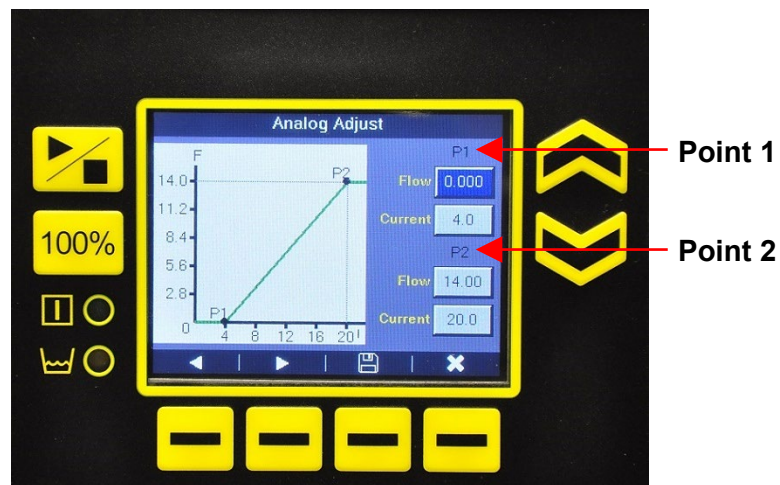 Analog Adjust
F
P1
Point 1
14.0
P2
Flow
0.000
11.2
Current
4.0
100%
8.4
P2
Point 2
5.6
Flow
14.00
2.8
P1
Current
20.0
0
4 8 12 16 20 I